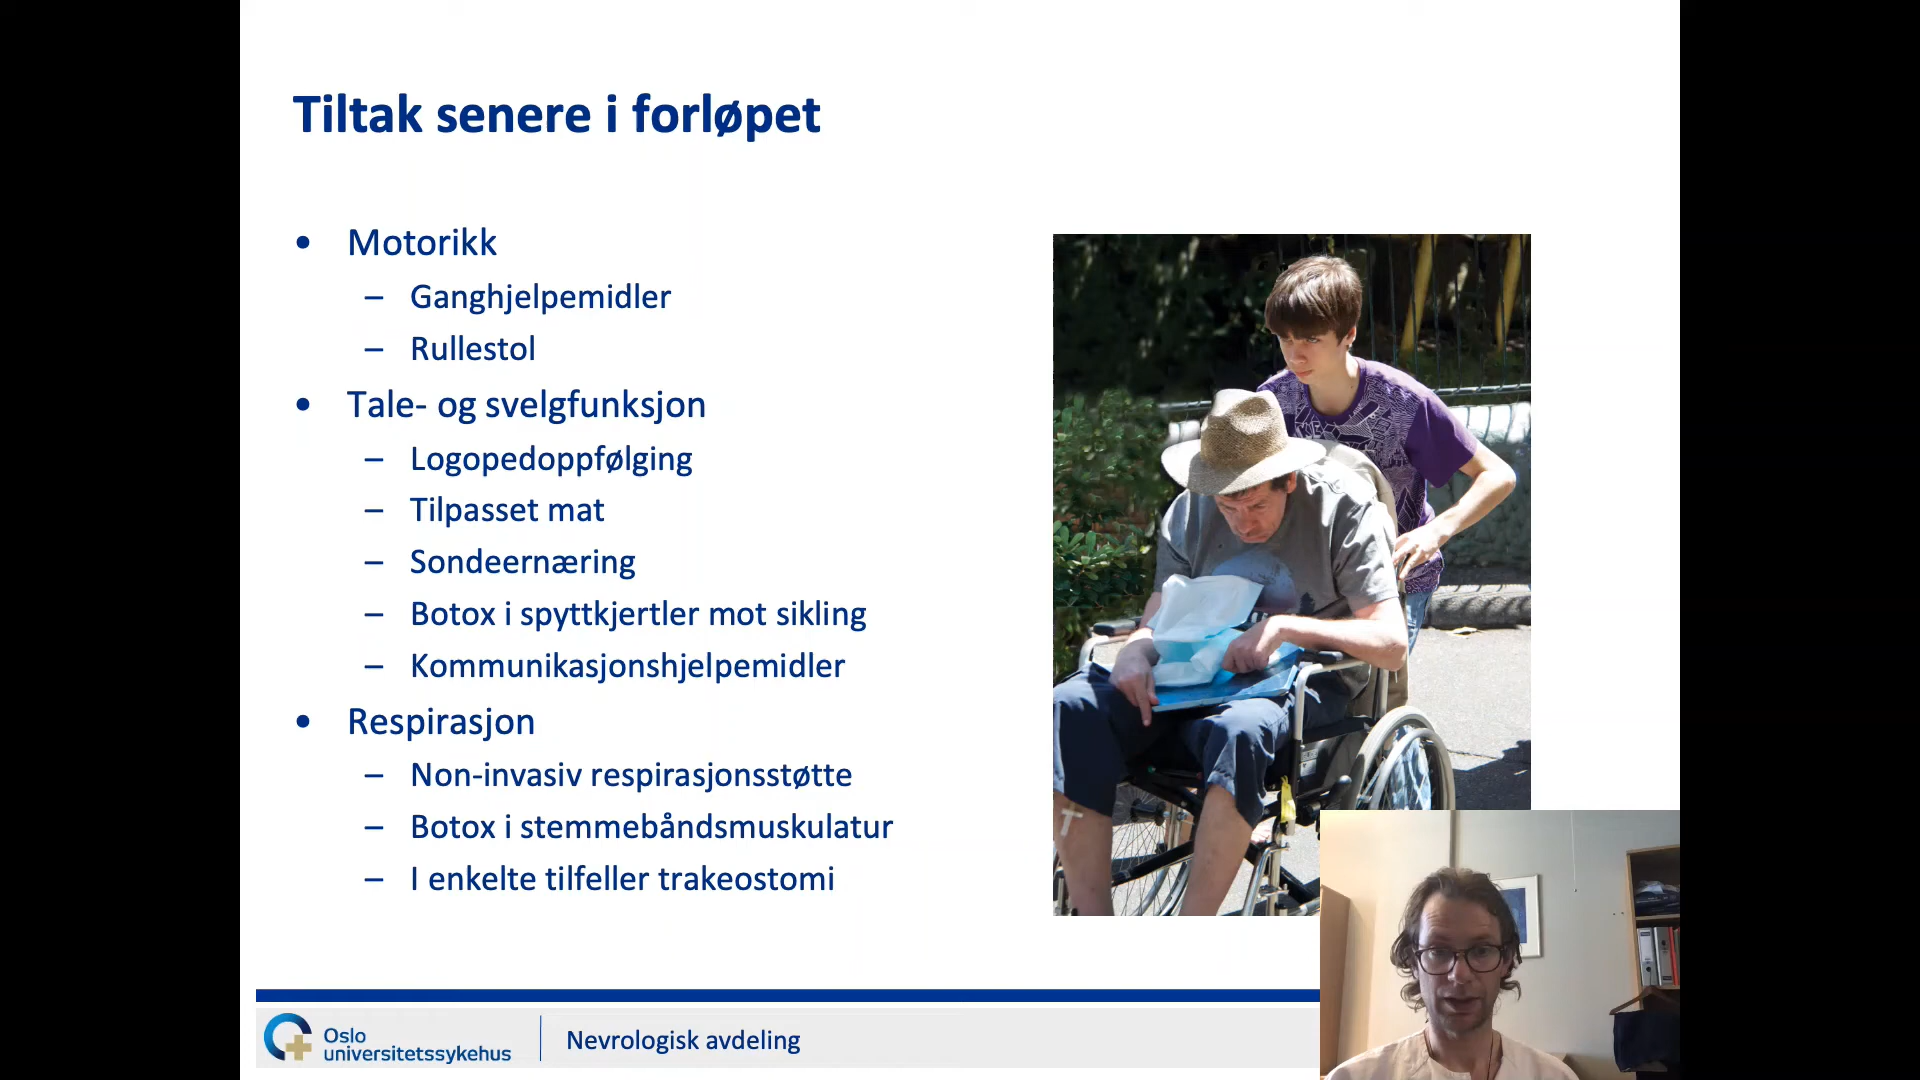 Tiltak senere i forløpet
• Motorikk
– Ganghjelpemidler
– Rullestol
• Tale- og svelgfunksjon
– Logopedoppfølging
– Tilpasset mat
– Sondeernæring
– Botox i spyttkjertler mot sikling
– Kommunikasjonshjelpemidler
• Respirasjon
– Non-invasiv respirasjonsstøtte
– Botox i stemmebåndsmuskulatur
– I enkelte tilfeller trakeostomi
Oslo
universitetssykehus
Nevrologisk avdeling